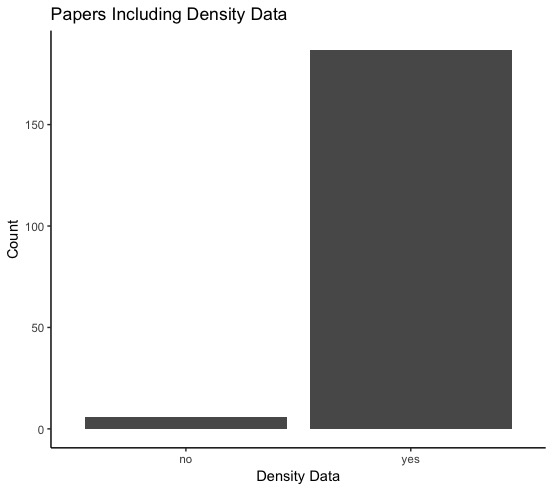 Papers Including Density Data
Count
150
100
50
0
no yes
Density Data